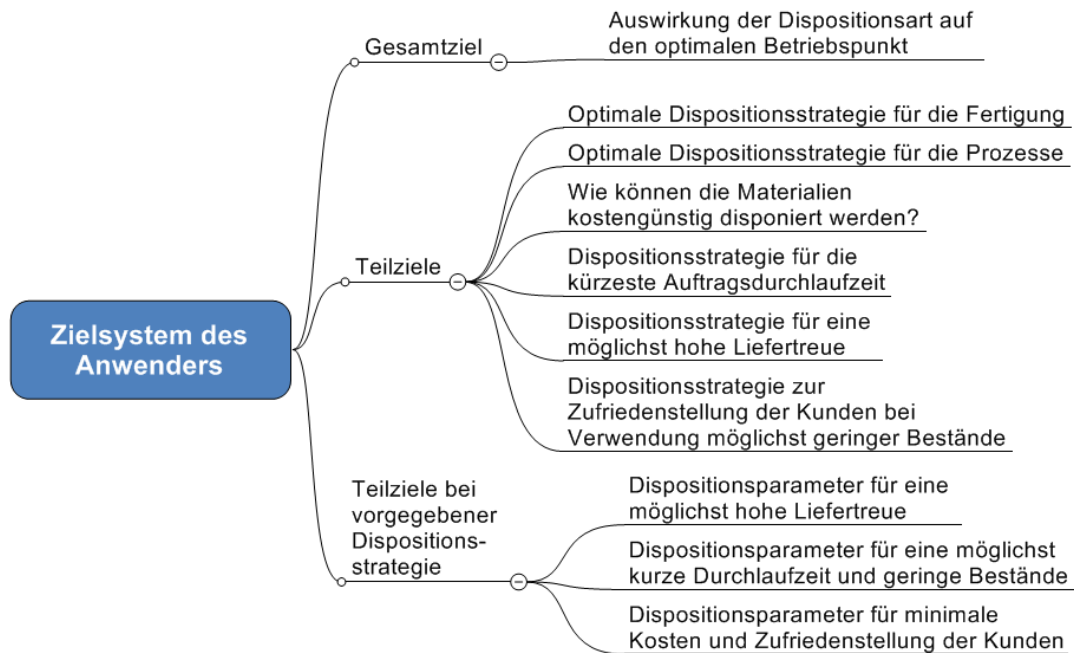 Zielsystem des
Anwenders
Gesamtziel
Auswirkung der Dispositionsart auf
den optimalen Betriebspunkt
Teilziele
Optimale Dispositionsstrategie für die Fertigung
Optimale Dispositionsstrategie für die Prozesse
Wie können die Materialien
kostengünstig disponiert werden?
Dispositionsstrategie für die
kürzeste Auftragsdurchlaufzeit
Dispositionsstrategie für eine
möglichst hohe Liefertreue
Dispositionsstrategie zur
Zufriedenstellung der Kunden bei
Verwendung möglichst geringer Bestände
Teilziele bei
vorgegebener
Dispositions-
strategie
Dispositionsparameter für eine
möglichst hohe Liefertreue
Dispositionsparameter für eine möglichst
kurze Durchlaufzeit und geringe Bestände
Dispositionsparameter für minimale
Kosten und Zufriedenstellung der Kunden